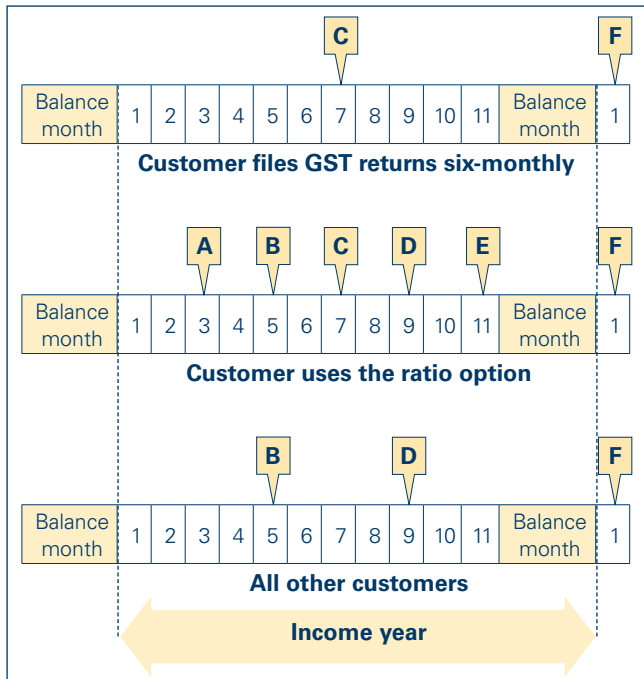 C F
Balance month 1 2 3 4 5 6 7 8 9 10 11 Balance month 1
Customer files GST returns six-monthly
A B C D E F
Balance month 1 2 3 4 5 6 7 8 9 10 11 Balance month 1
Customer uses the ratio option
B D F
Balance month 1 2 3 4 5 6 7 8 9 10 11 Balance month 1
All other customers
Income year